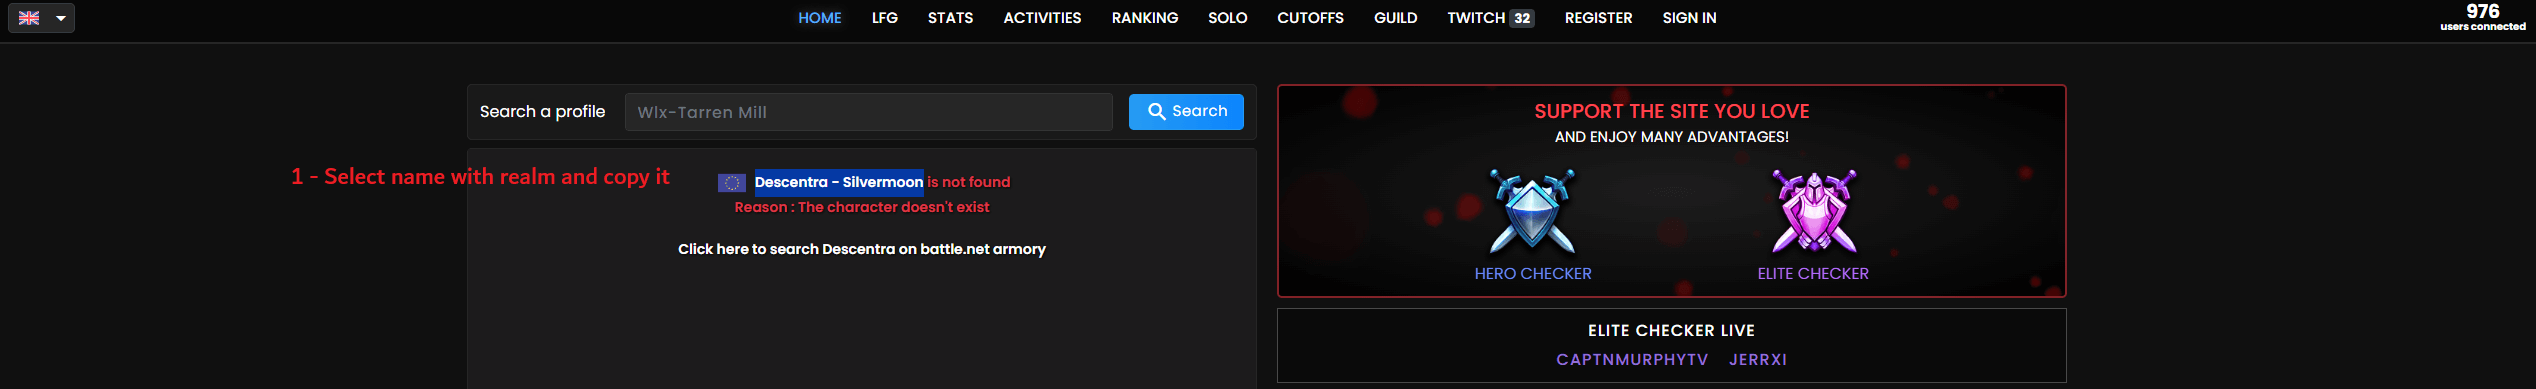 HOME LFG STATS ACTIVITIES RANKING SOLO CUTOFFS GUILD TWITCH 32 REGISTER SIGN IN
976
users connected
Search a profile Wlx-Tarren Mill Search
1 - Select name with realm and copy it
Descentra - Silvermoon is not found
Reason : The character doesn't exist
Click here to search Descentra on battle.net armory
SUPPORT THE SITE YOU LOVE
AND ENJOY MANY ADVANTAGES!
HERO CHECKER ELITE CHECKER
ELITE CHECKER LIVE
CAPTNMURPHYTV JERRXI